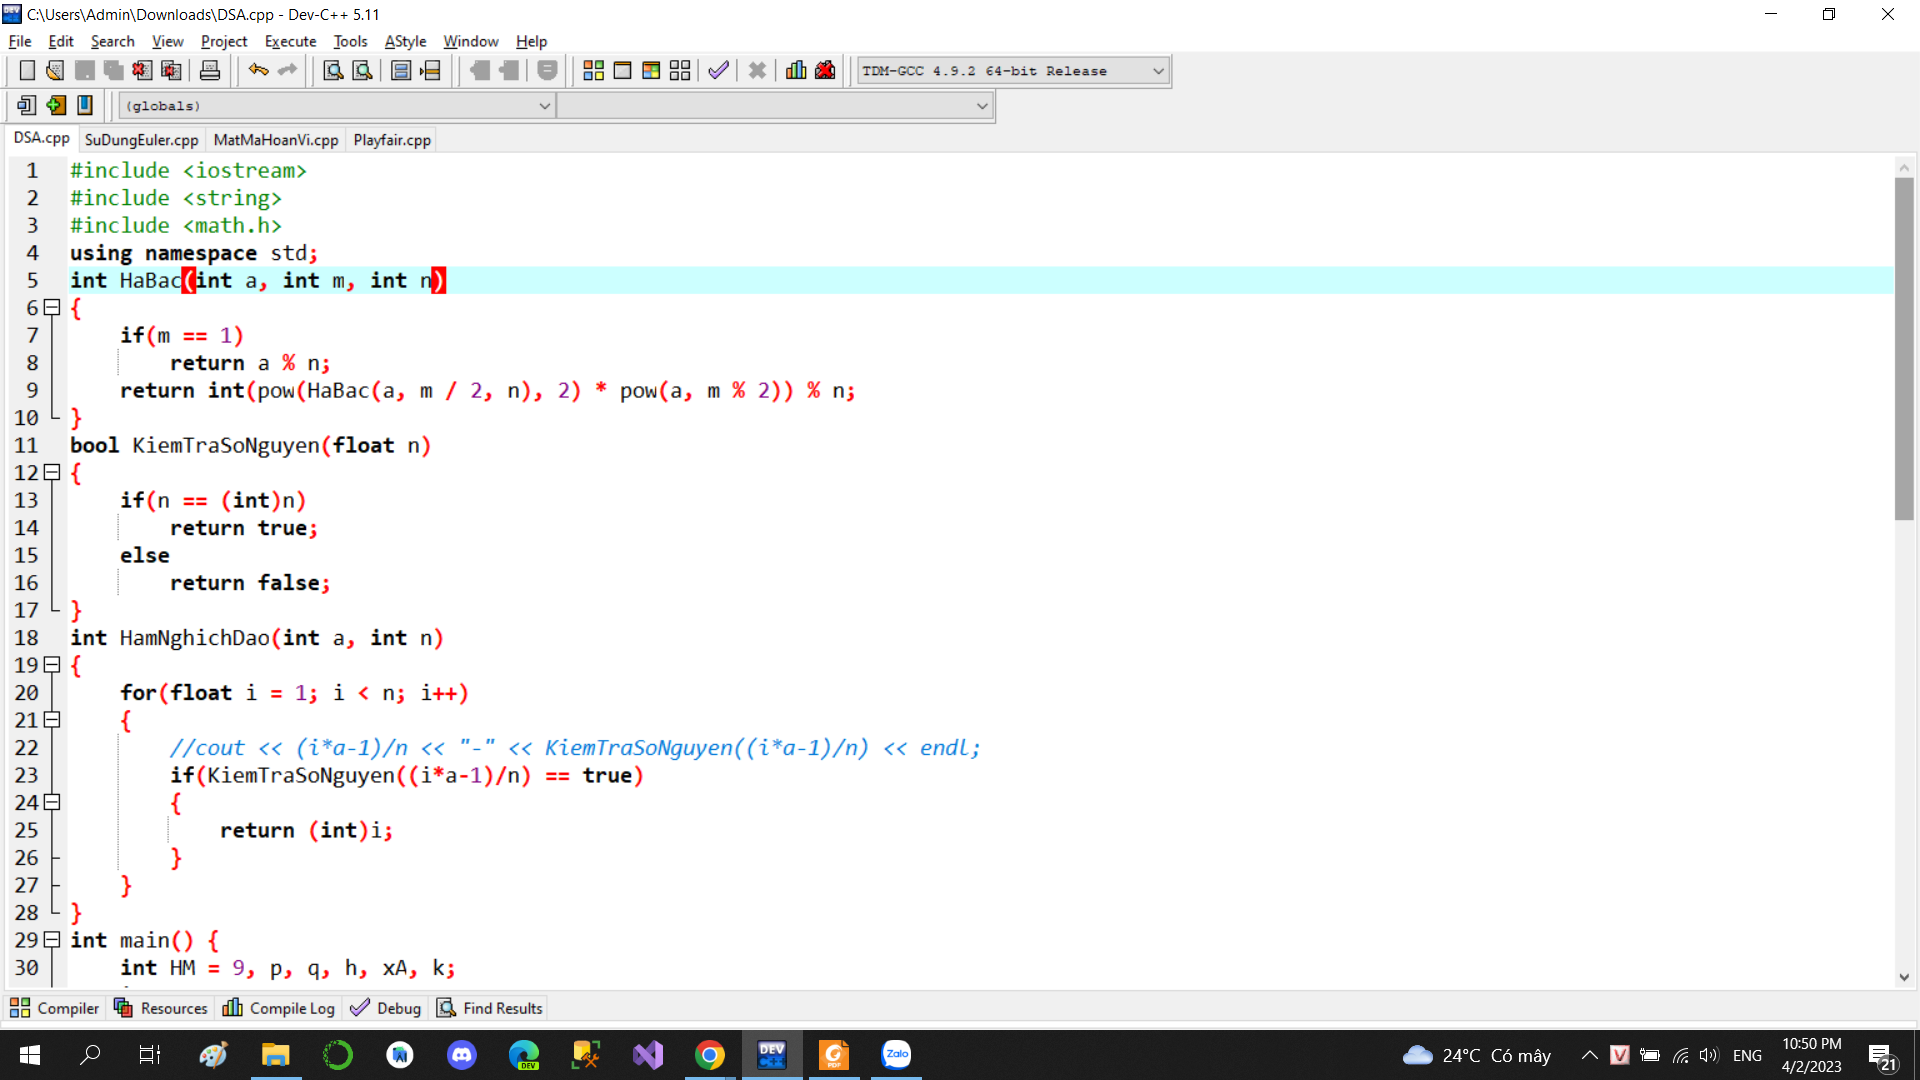 C:\Users\Admin\Downloads\DSA.cpp - Dev-C++ 5.11
File Edit Search View Project Execute Tools AStyle Window Help
TDM-GCC 4.9.2 64-bit Release
(globals)
DSA.cpp SuDungEuler.cpp MatMaHoanVi.cpp Playfair.cpp
1 #include <iostream>
2 #include <string>
3 #include <math.h>
4 using namespace std;
5 int HaBac(int a, int m, int n)
6 {
7 if(m == 1)
8 return a % n;
9 return int(pow(HaBac(a, m / 2, n), 2) * pow(a, m % 2)) % n;
10 }
11 bool KiemTraSoNguyen(float n)
12 {
13 if(n == (int)n)
14 return true;
15 else
16 return false;
17 }
18 int HamNghichDao(int a, int n)
19 {
20 for(float i = 1; i < n; i++)
21 {
22 //cout << (i*a-1)/n << "-" << KiemTraSoNguyen((i*a-1)/n) << endl;
23 if(KiemTraSoNguyen((i*a-1)/n) == true)
24 {
25 return (int)i;
26 }
27 }
28 }
29 int main() {
30 int HM = 9, p, q, h, xA, k;
Compiler Resources Compile Log Debug Find Results
DEV
DEV C++
PDF
Zalo
24°C Có mây
V
ENG
10:50 PM
4/2/2023
21